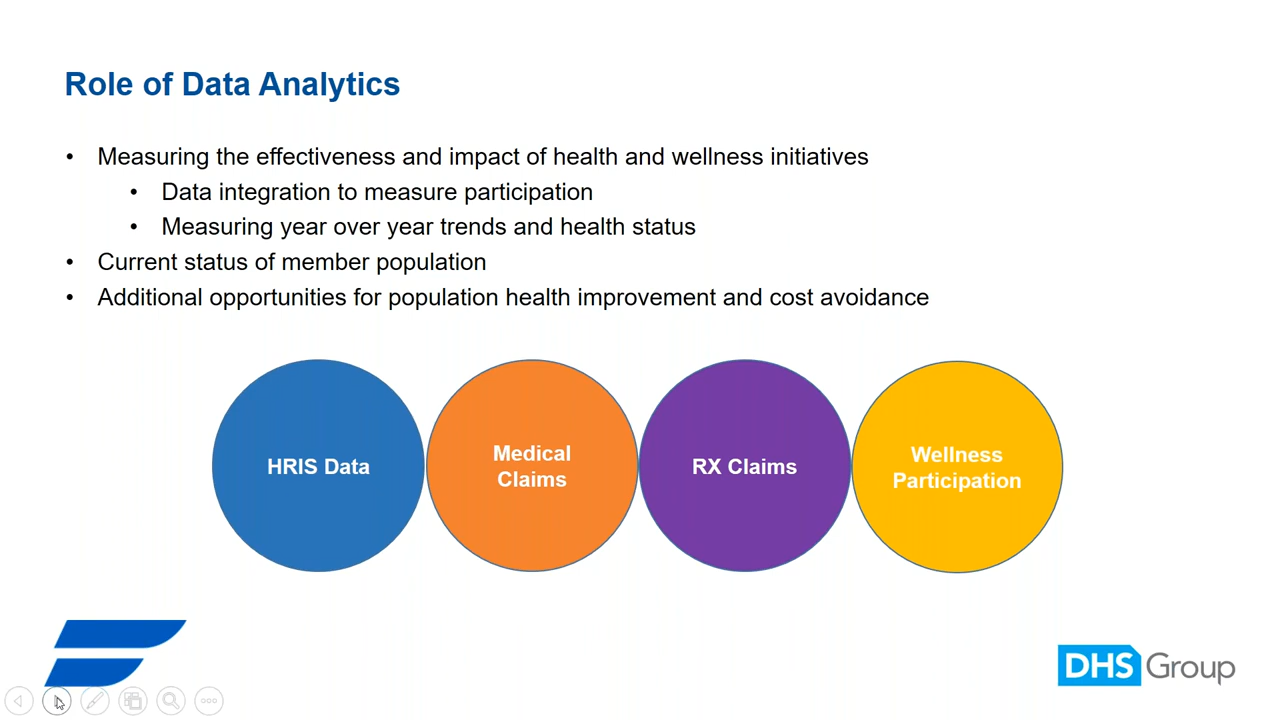 Role of Data Analytics
• Measuring the effectiveness and impact of health and wellness initiatives
• Data integration to measure participation
• Measuring year over year trends and health status
• Current status of member population
• Additional opportunities for population health improvement and cost avoidance
HRIS Data
Medical
Claims
RX Claims
Wellness
Participation
DHS Group